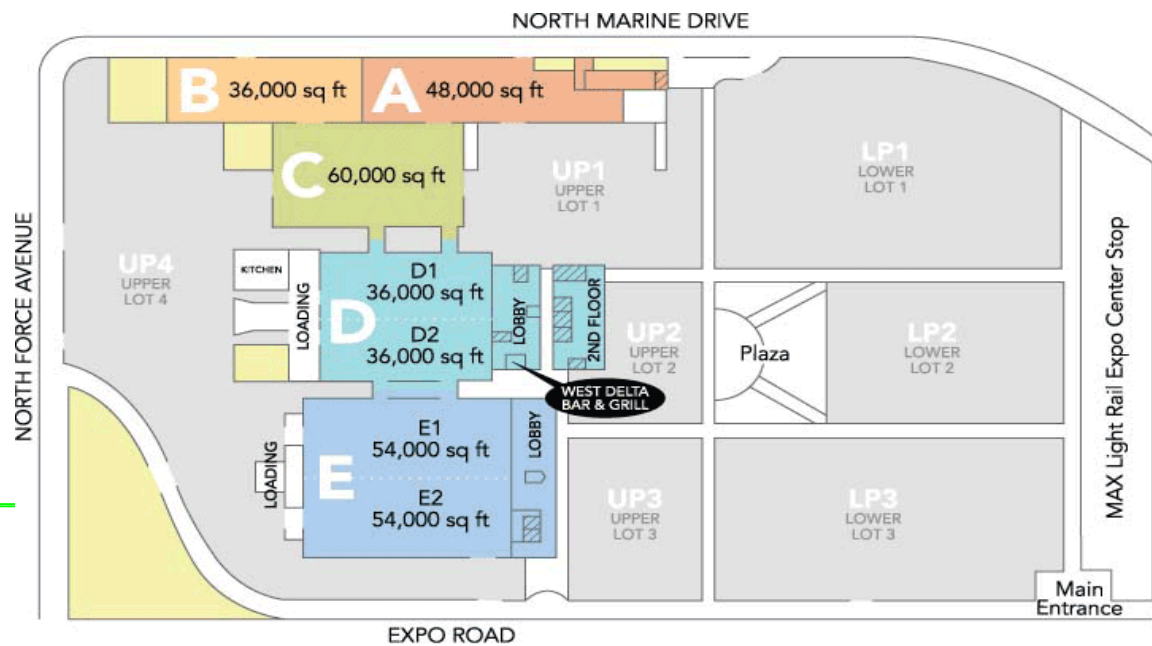 NORTH MARINE DRIVE
B 36,000 sq ft
A 48,000 sq ft
C 60,000 sq ft
UP1
UPPER
LOT 1
LP1
LOWER
LOT 1
NORTH FORCE AVENUE
UP4
UPPER
LOT 4
KITCHEN
LOADING
D
D1
36,000 sq ft
D2
36,000 sq ft
LOBBY
2ND FLOOR
UP2
UPPER
LOT 2
Plaza
LP2
LOWER
LOT 2
MAX Light Rail Expo Center Stop
WEST DELTA
BAR & GRILL
LOADING
E
E1
54,000 sq ft
E2
54,000 sq ft
LOBBY
UP3
UPPER
LOT 3
LP3
LOWER
LOT 3
Main
Entrance
EXPO ROAD